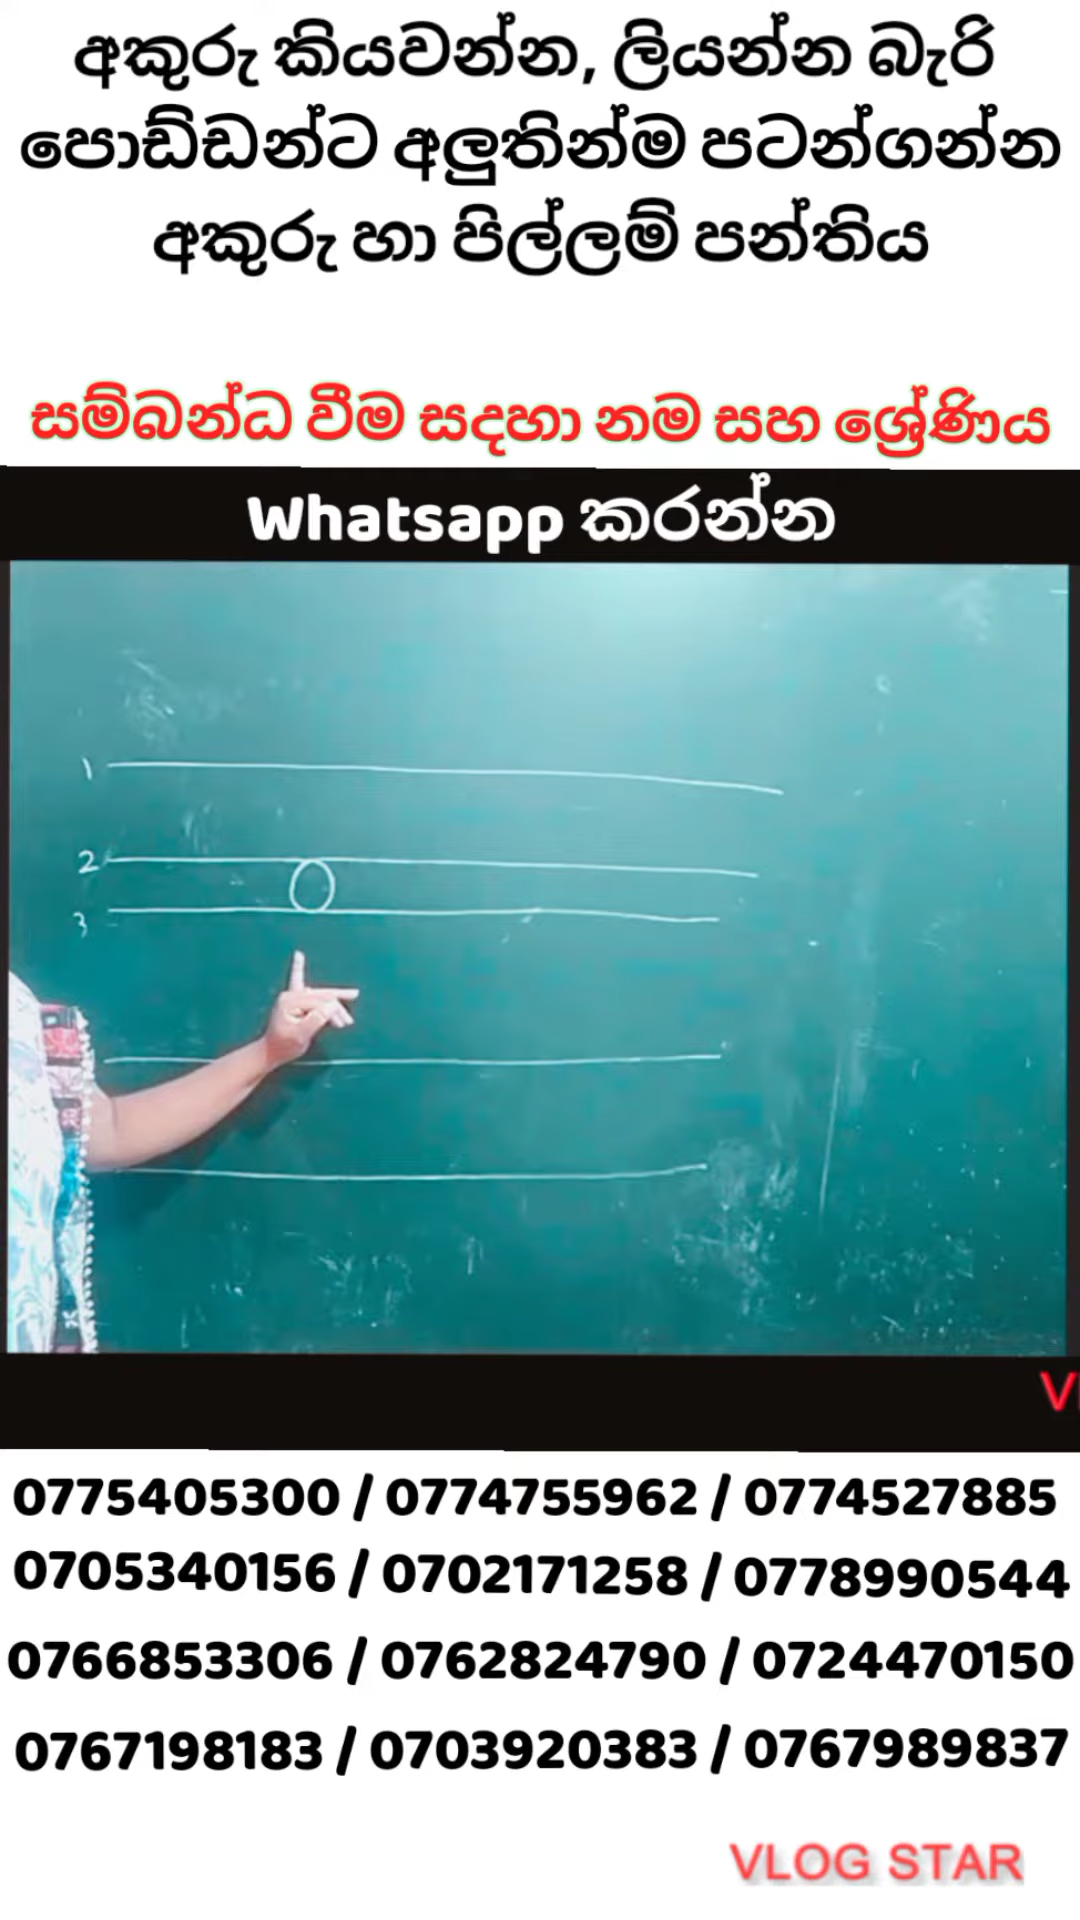 අකුරු කියවන්න, ලියන්න බැරි
පොඩ්ඩන්ට අලුතින්ම පටන්ගන්න
අකුරු හා පිල්ලම් පන්තිය
සම්බන්ධ වීම සදහා නම සහ ශ්‍රේණිය
Whatsapp කරන්න
1
2
3
0775405300 / 0774755962 / 0774527885
0705340156 / 0702171258 / 0778990544
0766853306 / 0762824790 / 0724470150
0767198183 / 0703920383 / 0767989837
VLOG STAR